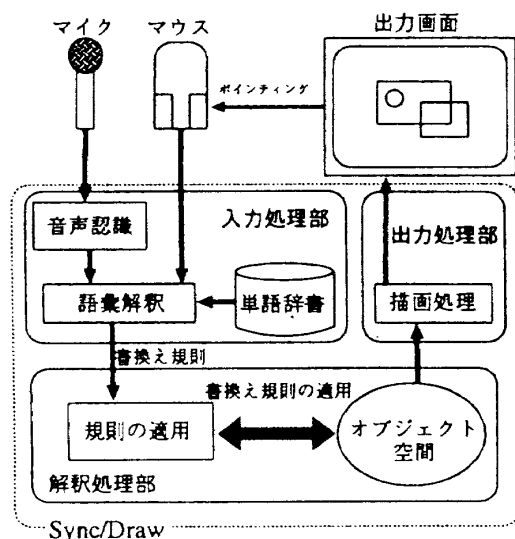 マイク
マウス
出力画面
ポインティング
音声認識
入力処理部
出力処理部
語彙解釈
単語辞書
描画処理
書換え規則
書換え規則の適用
規則の適用
オブジェクト
空間
解釈処理部
Sync/Draw